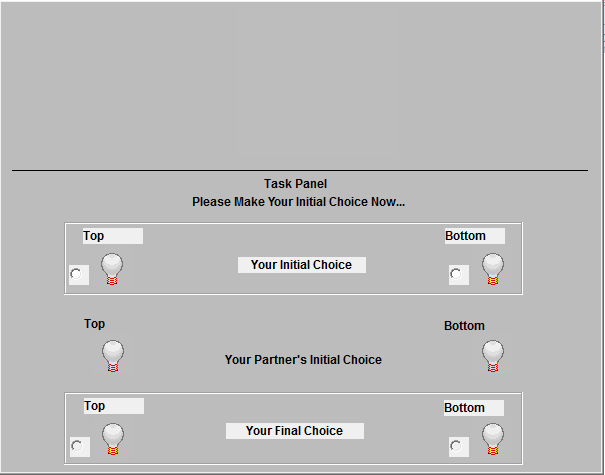 Task Panel
Please Make Your Initial Choice Now...
Top
Bottom
Your Initial Choice
Top
Bottom
Your Partner's Initial Choice
Top
Bottom
Your Final Choice